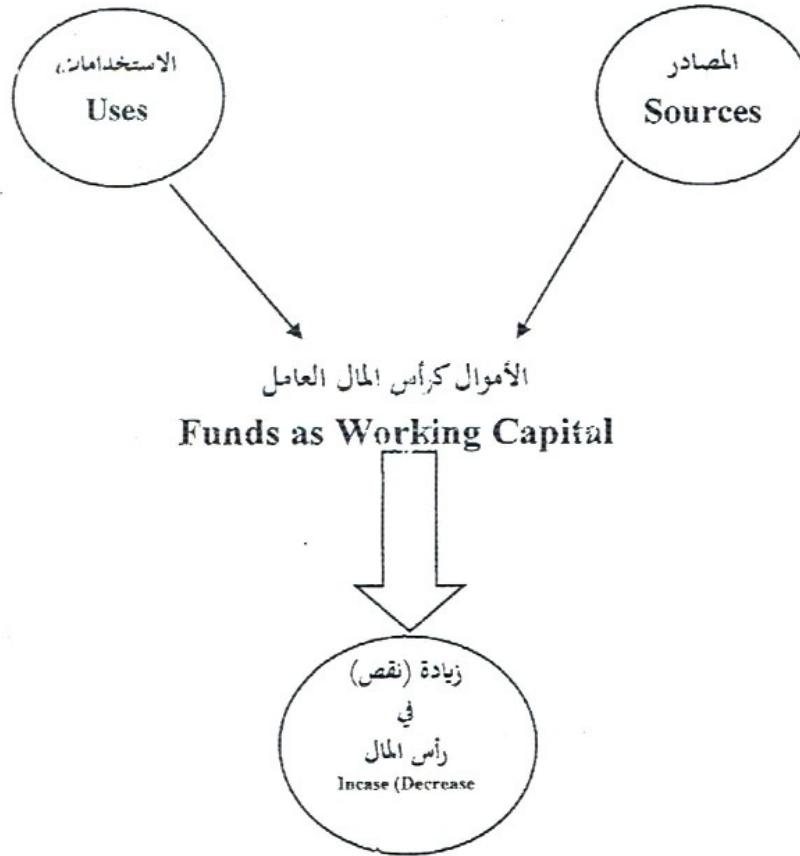 المصادر
Sources
الاستخدامات
Uses
الأموال كرأس المال العامل
Funds as Working Capital
زيادة (نقص)
في
رأس المال
Incase (Decrease